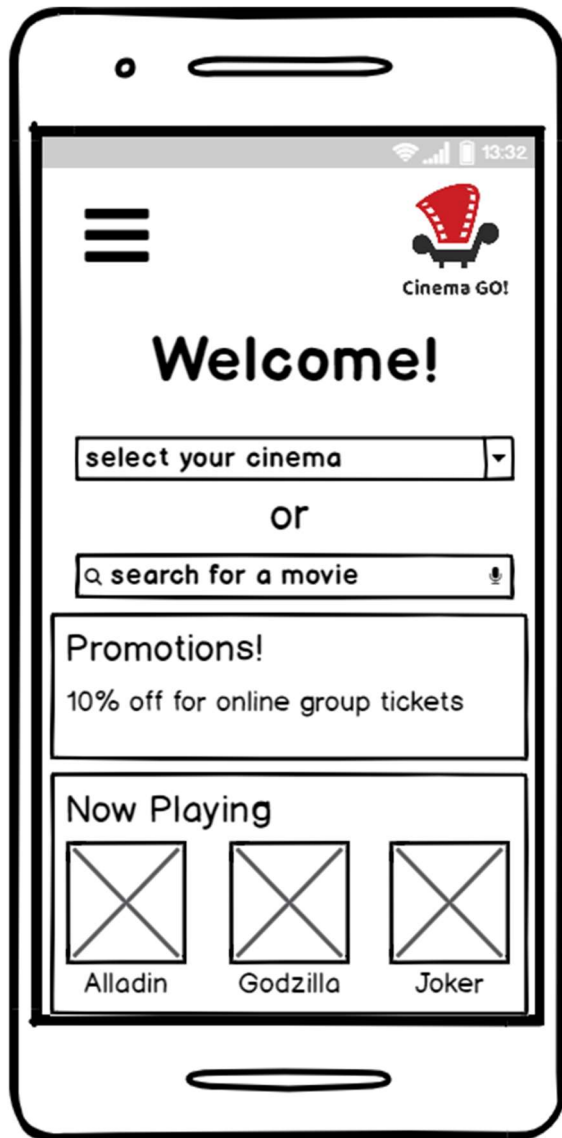 13:32
Cinema GO!
Welcome!
select your cinema
or
search for a movie
Promotions!
10% off for online group tickets
Now Playing
Alladin Godzilla Joker